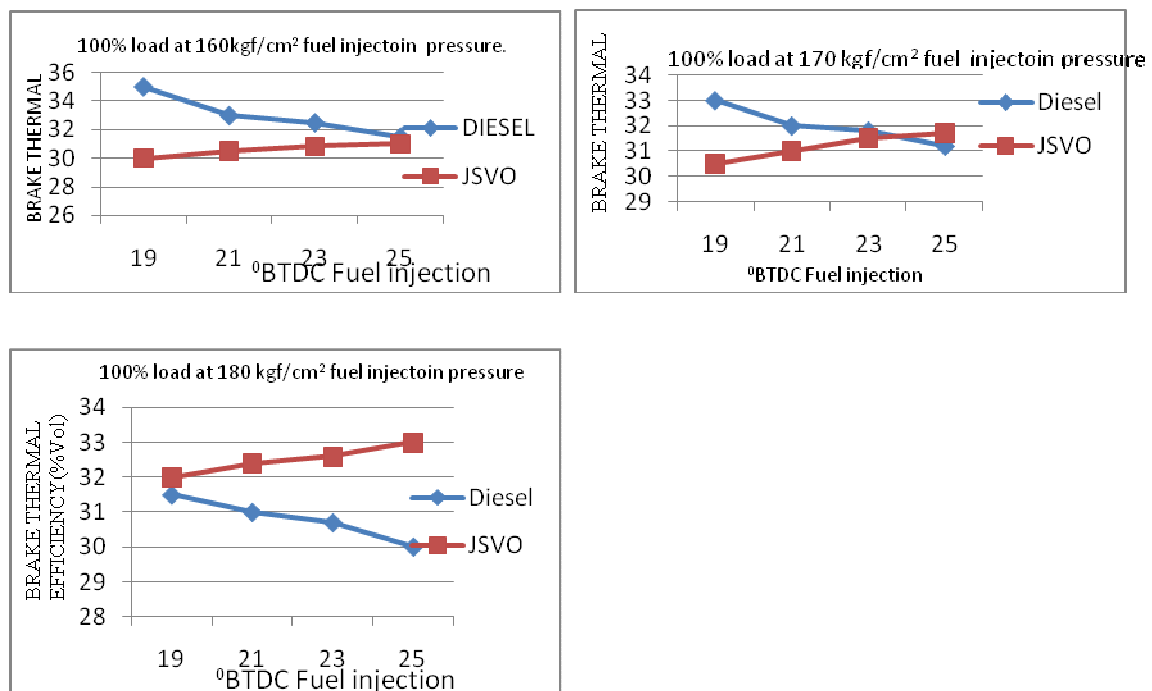 100% load at 160kgf/cm² fuel injectoin pressure.
BRAKE THERMAL
36
34
32
30
28
26
DIESEL
JSVO
19 21 23 25
⁰BTDC Fuel injection
100% load at 170 kgf/cm² fuel injectoin pressure
BRAKE THERMAL
34
33
32
31
30
29
Diesel
JSVO
19 21 23 25
⁰BTDC Fuel injection
100% load at 180 kgf/cm² fuel injectoin pressure
BRAKE THERMAL
EFFICIENCY(%Vol)
34
33
32
31
30
29
28
Diesel
JSVO
19 21 23 25
⁰BTDC Fuel injection